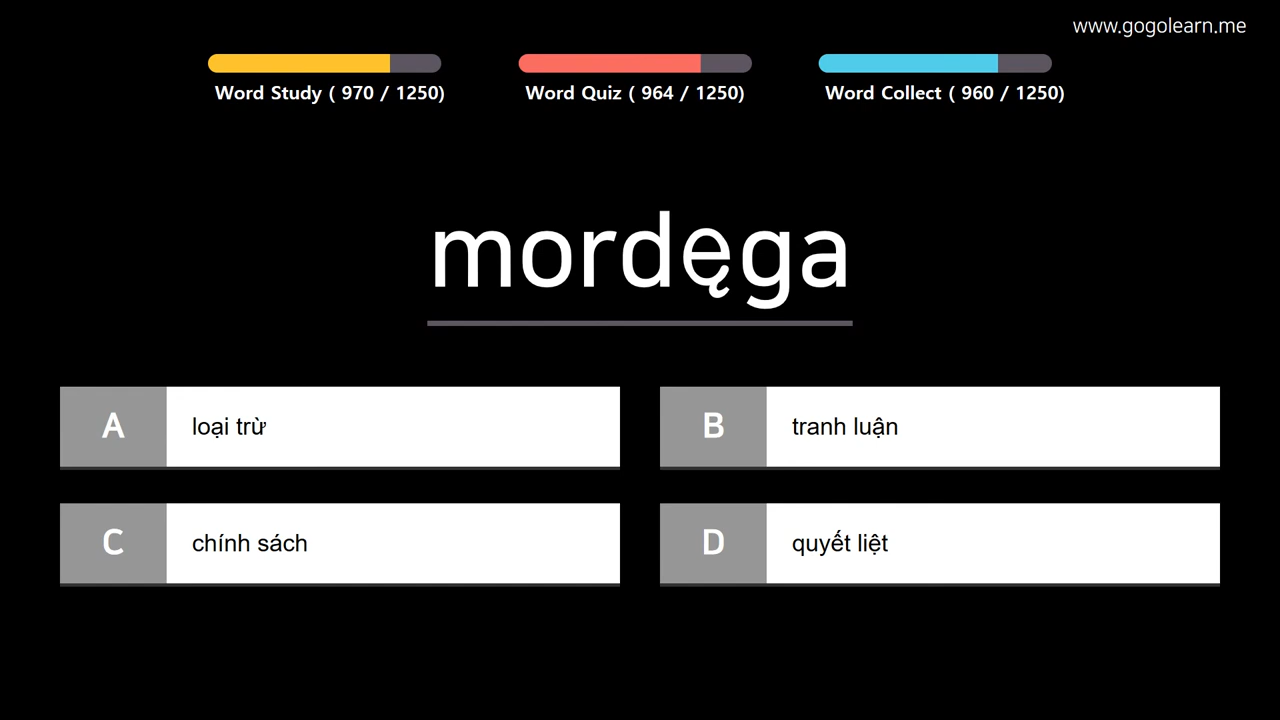 www.gogolearn.me
Word Study ( 970 / 1250)
Word Quiz ( 964 / 1250)
Word Collect ( 960 / 1250)
mordęga
A loại trừ
B tranh luận
C chính sách
D quyết liệt